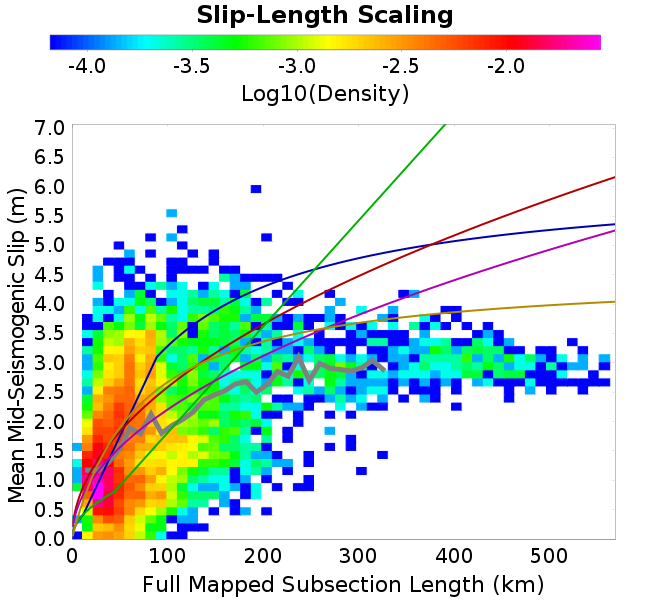 Slip-Length Scaling
-4.0 -3.5 -3.0 -2.5 -2.0
Log10(Density)
7.0
6.5
6.0
5.5
5.0
4.5
4.0
3.5
3.0
2.5
2.0
1.5
1.0
0.5
0.0
Mean Mid-Seismogenic Slip (m)
0 100 200 300 400 500
Full Mapped Subsection Length (km)